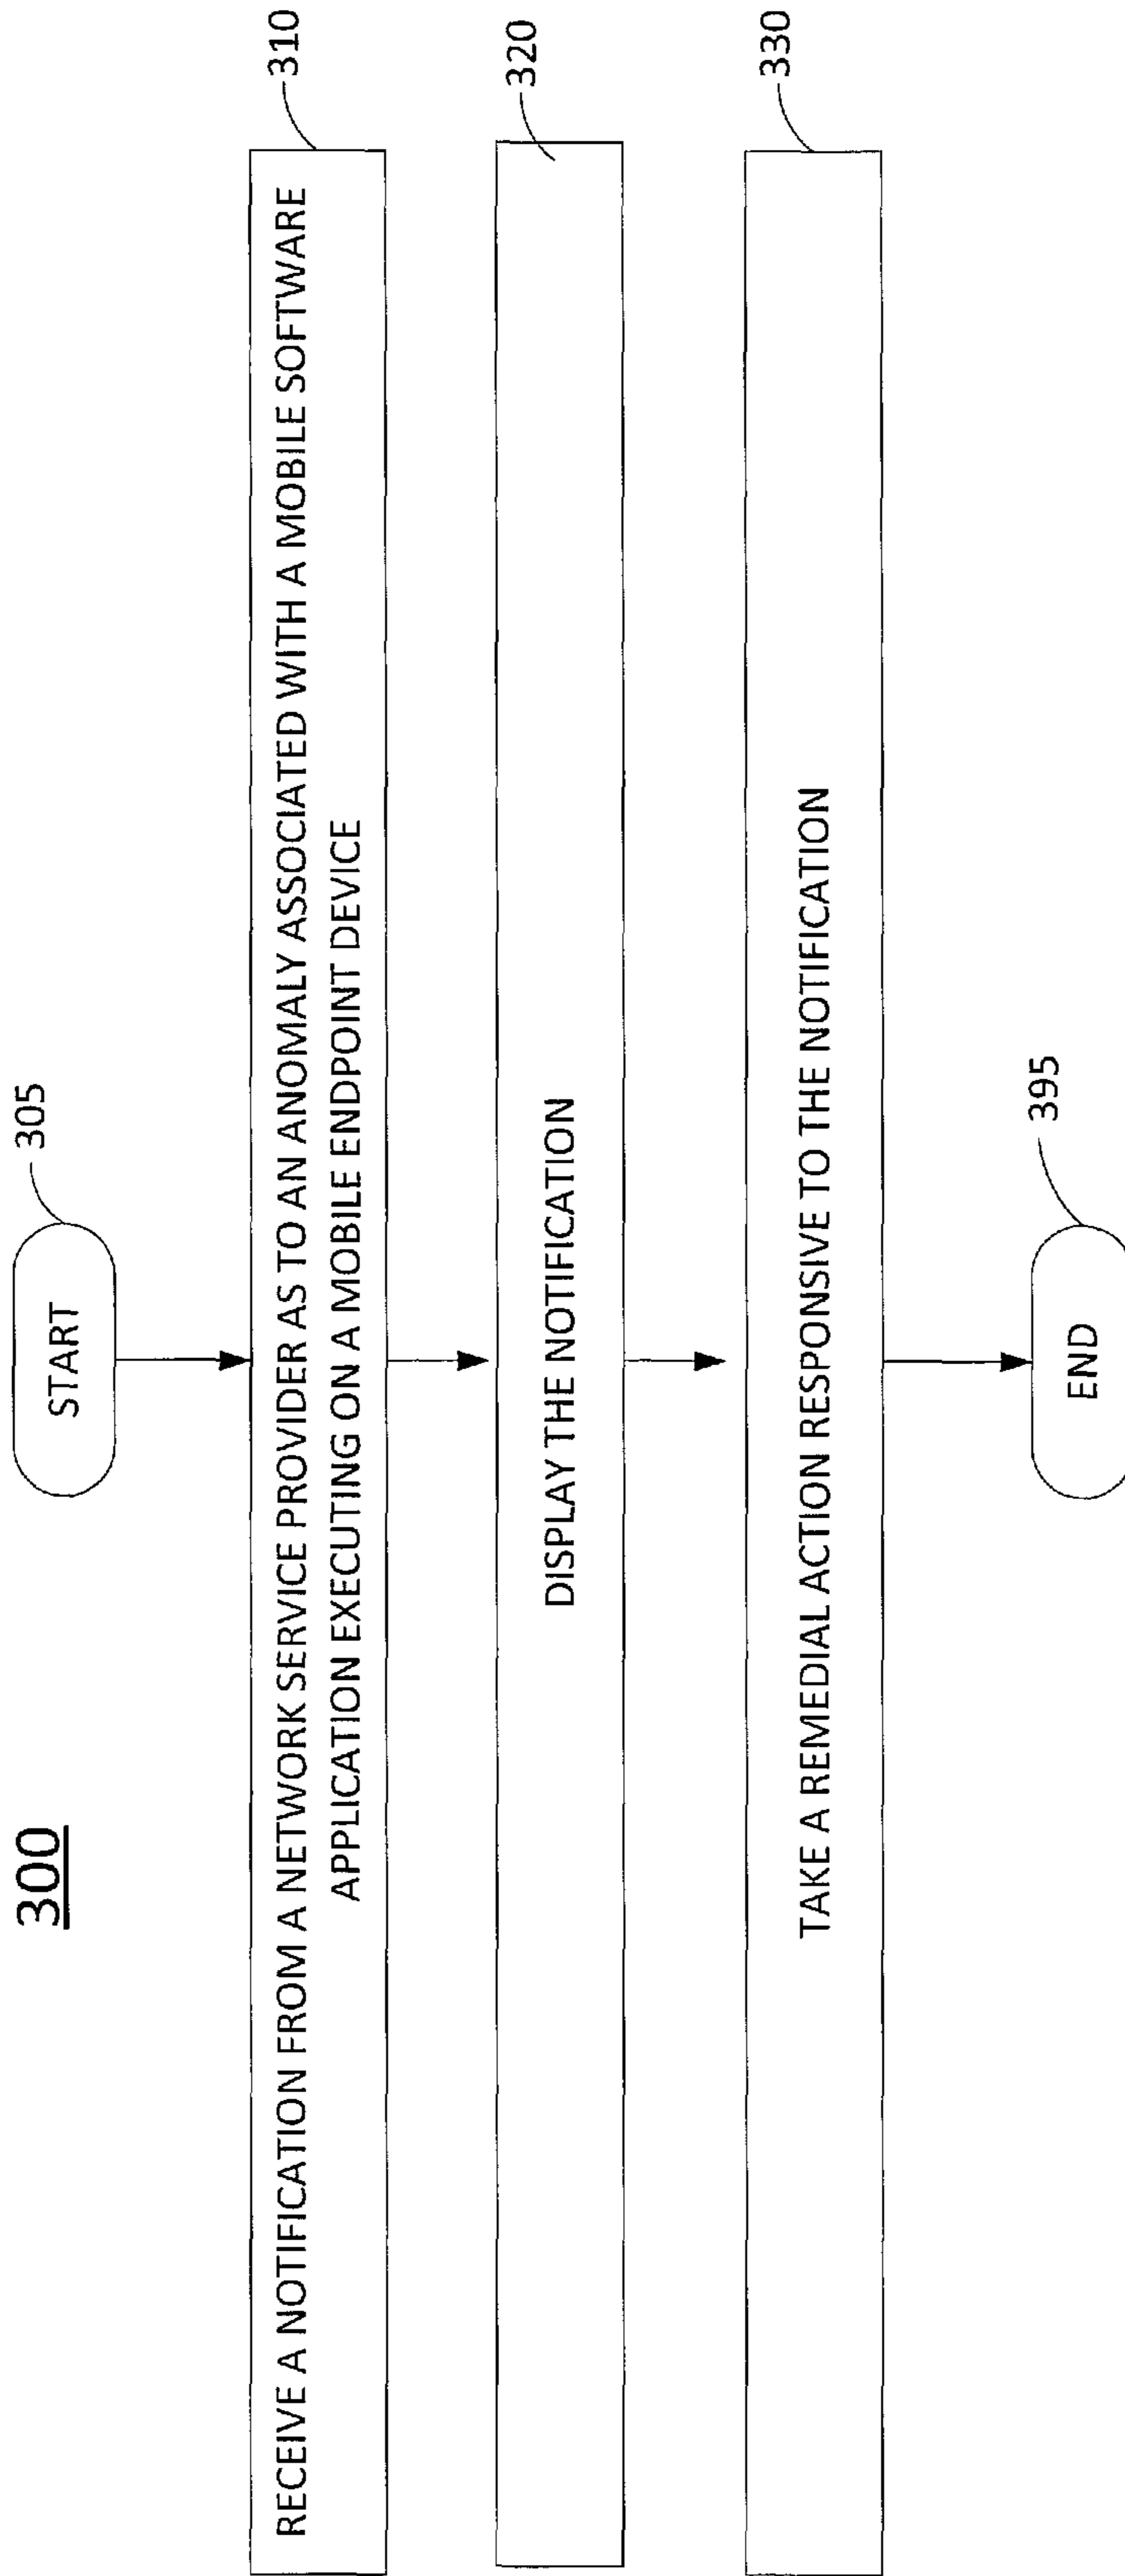 300
START
305
310
RECEIVE A NOTIFICATION FROM A NETWORK SERVICE PROVIDER AS TO AN ANOMALY ASSOCIATED WITH A MOBILE SOFTWARE
APPLICATION EXECUTING ON A MOBILE ENDPOINT DEVICE
320
DISPLAY THE NOTIFICATION
330
TAKE A REMEDIAL ACTION RESPONSIVE TO THE NOTIFICATION
395
END